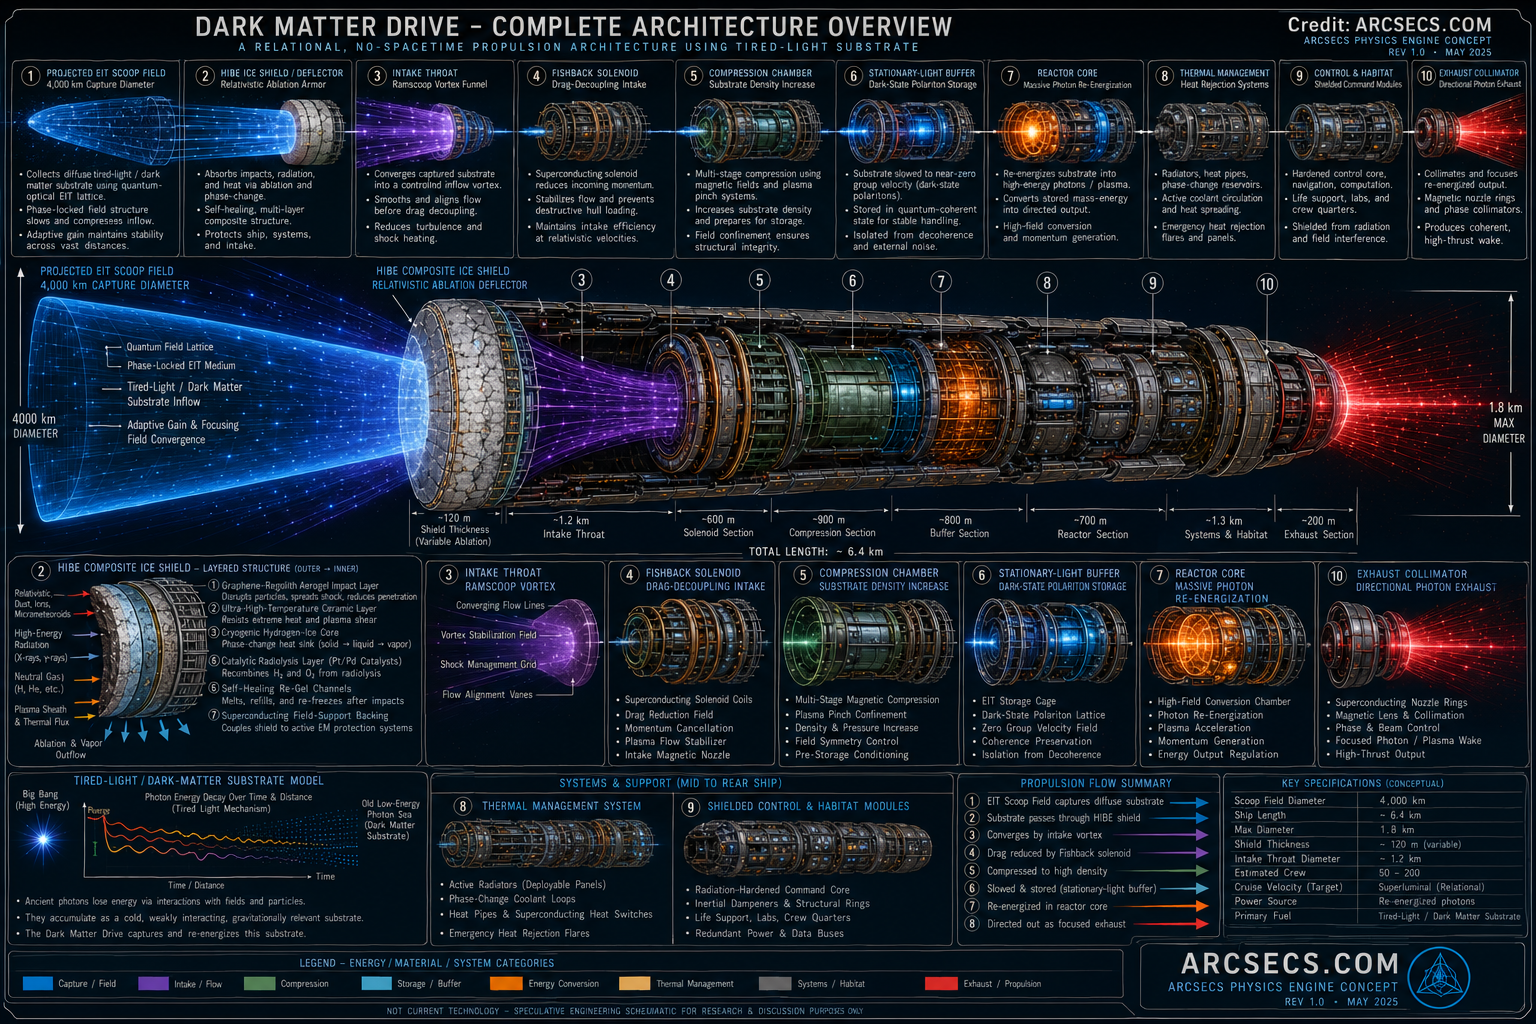 DARK MATTER DRIVE – COMPLETE ARCHITECTURE OVERVIEW
A RELATIONAL, NO-SPACETIME PROPULSION ARCHITECTURE USING TIRED-LIGHT SUBSTRATE
Credit: ARCSECS.COM
ARCSECS PHYSICS ENGINE CONCEPT
REV 1.0 • MAY 2025
1 PROJECTED EIT SCOOP FIELD
4,000 km Capture Diameter
• Collects diffuse tired-light / dark
matter substrate using quantum-
optical EIT lattice.
• Phase-locked field structure
slows and compresses inflow.
• Adaptive gain maintains stability
across vast distances.
2 HIBE ICE SHIELD / DEFLECTOR
Relativistic Ablation Armor
• Absorbs impacts, radiation,
and heat via ablation and
phase-change.
• Self-healing, multi-layer
composite structure.
• Protects ship, systems,
and intake.
3 INTAKE THROAT
Ramscoop Vortex Funnel
• Converges captured substrate
into a controlled inflow vortex.
• Smooths and aligns flow
before drag decoupling.
• Reduces turbulence and
shock heating.
4 FISHBACK SOLENOID
Drag-Decoupling Intake
• Superconducting solenoid
reduces incoming momentum.
• Stabilizes flow and prevents
destructive hull loading.
• Maintains intake efficiency
at relativistic velocities.
5 COMPRESSION CHAMBER
Substrate Density Increase
• Multi-stage compression using
magnetic fields and plasma
pinch systems.
• Increases substrate density
and prepares for storage.
• Field confinement ensures
structural integrity.
6 STATIONARY-LIGHT BUFFER
Dark-State Polariton Storage
• Substrate slowed to near-zero
group velocity (dark-state
polaritons).
• Stored in quantum-coherent
state for stable handling.
• Isolated from decoherence
and external noise.
7 REACTOR CORE
Massive Photon Re-Energization
• Re-energizes substrate into
high-energy photons / plasma.
• Converts stored mass-energy
into directed output.
• High-field conversion
and momentum generation.
8 THERMAL MANAGEMENT
Heat Rejection Systems
• Radiators, heat pipes,
phase-change reservoirs.
• Active coolant circulation
and heat spreading.
• Emergency heat rejection
flares and panels.
9 CONTROL & HABITAT
Shielded Command Modules
• Hardened control core,
navigation, computation.
• Life support, labs, and
crew quarters.
• Shielded from radiation
and field interference.
10 EXHAUST COLLIMATOR
Directional Photon Exhaust
• Collimates and focuses
re-energized output.
• Magnetic nozzle rings
and phase collimators.
• Produces coherent,
high-thrust wake.
PROJECTED EIT SCOOP FIELD
4,000 km CAPTURE DIAMETER
HIBE COMPOSITE ICE SHIELD
RELATIVISTIC ABLATION DEFLECTOR
3
4
5
6
7
8
9
10
Quantum Field Lattice
Phase-Locked EIT Medium
Tired-Light / Dark Matter
Substrate Inflow
Adaptive Gain & Focusing
Field Convergence
4000 km
DIAMETER
1.8 km
MAX
DIAMETER
~120 m
Shield Thickness
(Variable Ablation)
~1.2 km
Intake Throat
~600 m
Solenoid Section
~900 m
Compression Section
~800 m
Buffer Section
~700 m
Reactor Section
~1.3 km
Systems & Habitat
~200 m
Exhaust Section
TOTAL LENGTH: ~ 6.4 km
2 HIBE COMPOSITE ICE SHIELD – LAYERED STRUCTURE (OUTER → INNER)
Relativistic,
Dust, Ions,
Micrometeoroids
High-Energy
Radiation
(X-rays, γ-rays)
Neutral Gas)
(H, He, etc.)
Plasma Sheath
& Thermal Flux
Ablation & Vapor
Outflow
1 Graphene-Regolith Aerogel Impact Layer
Disrupts particles, spreads shock, reduces penetration
2 Ultra-High-Temperature Ceramic Layer
Resists extreme heat and plasma shear
3 Cryogenic Hydrogen-Ice Core
Phase-change heat sink (solid → liquid → vapor)
5 Catalytic Radiolysis Layer (Pt/Pd Catalysts)
Recombines H₂ and O₂ from radiolysis
6 Self-Healing Re-Gel Channels
Melts, refills, and re-freezes after impacts
7 Superconducting Field-Support Backing
Couples shield to active EM protection systems
3 INTAKE THROAT
RAMSCOOP VORTEX
Converging Flow Lines
Vortex Stabilization Field
Shock Management Grid
Flow Alignment Vanes
4 FISHBACK SOLENOID
DRAG-DECOUPLING INTAKE
• Superconducting Solenoid Coils
• Drag Reduction Field
• Momentum Cancellation
• Plasma Flow Stabilizer
• Intake Magnetic Nozzle
5 COMPRESSION CHAMBER
SUBSTRATE DENSITY INCREASE
• Multi-Stage Magnetic Compression
• Plasma Pinch Confinement
• Density & Pressure Increase
• Field Symmetry Control
• Pre-Storage Conditioning
6 STATIONARY-LIGHT BUFFER
DARK-STATE POLARITON STORAGE
• EIT Storage Cage
• Dark-State Polariton Lattice
• Zero Group Velocity Field
• Coherence Preservation
• Isolation from Decoherence
7 REACTOR CORE
MASSIVE PHOTON
RE-ENERGIZATION
• High-Field Conversion Chamber
• Photon Re-Energization
• Plasma Acceleration
• Momentum Generation
• Energy Output Regulation
10 EXHAUST COLLIMATOR
DIRECTIONAL PHOTON EXHAUST
• Superconducting Nozzle Rings
• Magnetic Lens & Collimation
• Phase & Beam Control
• Focused Photon / Plasma Wake
• High-Thrust Output
TIRED-LIGHT / DARK-MATTER SUBSTRATE MODEL
Big Bang
(High Energy)
Photon Energy Decay Over Time & Distance
(Tired Light Mechanism)
Old Low-Energy
Photon Sea
(Dark Matter
Substrate)
Time
Time / Distance
• Ancient photons lose energy via interactions with fields and particles.
• They accumulate as a cold, weakly interacting, gravitationally relevant substrate.
• The Dark Matter Drive captures and re-energizes this substrate.
SYSTEMS & SUPPORT (MID TO REAR SHIP)
8 THERMAL MANAGEMENT SYSTEM
• Active Radiators (Deployable Panels)
• Phase-Change Coolant Loops
• Heat Pipes & Superconducting Heat Switches
• Emergency Heat Rejection Flares
9 SHIELDED CONTROL & HABITAT MODULES
• Radiation-Hardened Command Core
• Inertial Dampeners & Structural Rings
• Life Support, Labs, Crew Quarters
• Redundant Power & Data Buses
PROPULSION FLOW SUMMARY
1 EIT Scoop Field captures diffuse substrate
2 Substrate passes through HIBE shield
3 Converges by intake vortex
4 Drag reduced by Fishback solenoid
5 Compressed to high density
6 Slowed & stored (stationary-light buffer)
7 Re-energized in reactor core
8 Directed out as focused exhaust
KEY SPECIFICATIONS (CONCEPTUAL)
Scoop Field Diameter 4,000 km
Ship Length ~ 6.4 km
Max Diameter 1.8 km
Shield Thickness ~ 120 m (variable)
Intake Throat Diameter ~ 1.2 km
Estimated Crew 50 – 200
Cruise Velocity (Target) Superluminal (Relational)
Power Source Re-energized photons
Primary Fuel Tired-Light / Dark Matter Substrate
LEGEND – ENERGY / MATERIAL / SYSTEM CATEGORIES
Capture / Field
Intake / Flow
Compression
Storage / Buffer
Energy Conversion
Thermal Management
Systems / Habitat
Exhaust / Propulsion
ARCSECS.COM
ARCSECS PHYSICS ENGINE CONCEPT
REV 1.0 • MAY 2025
NOT CURRENT TECHNOLOGY – SPECULATIVE ENGINEERING SCHEMATIC FOR RESEARCH & DISCUSSION PURPOSES ONLY